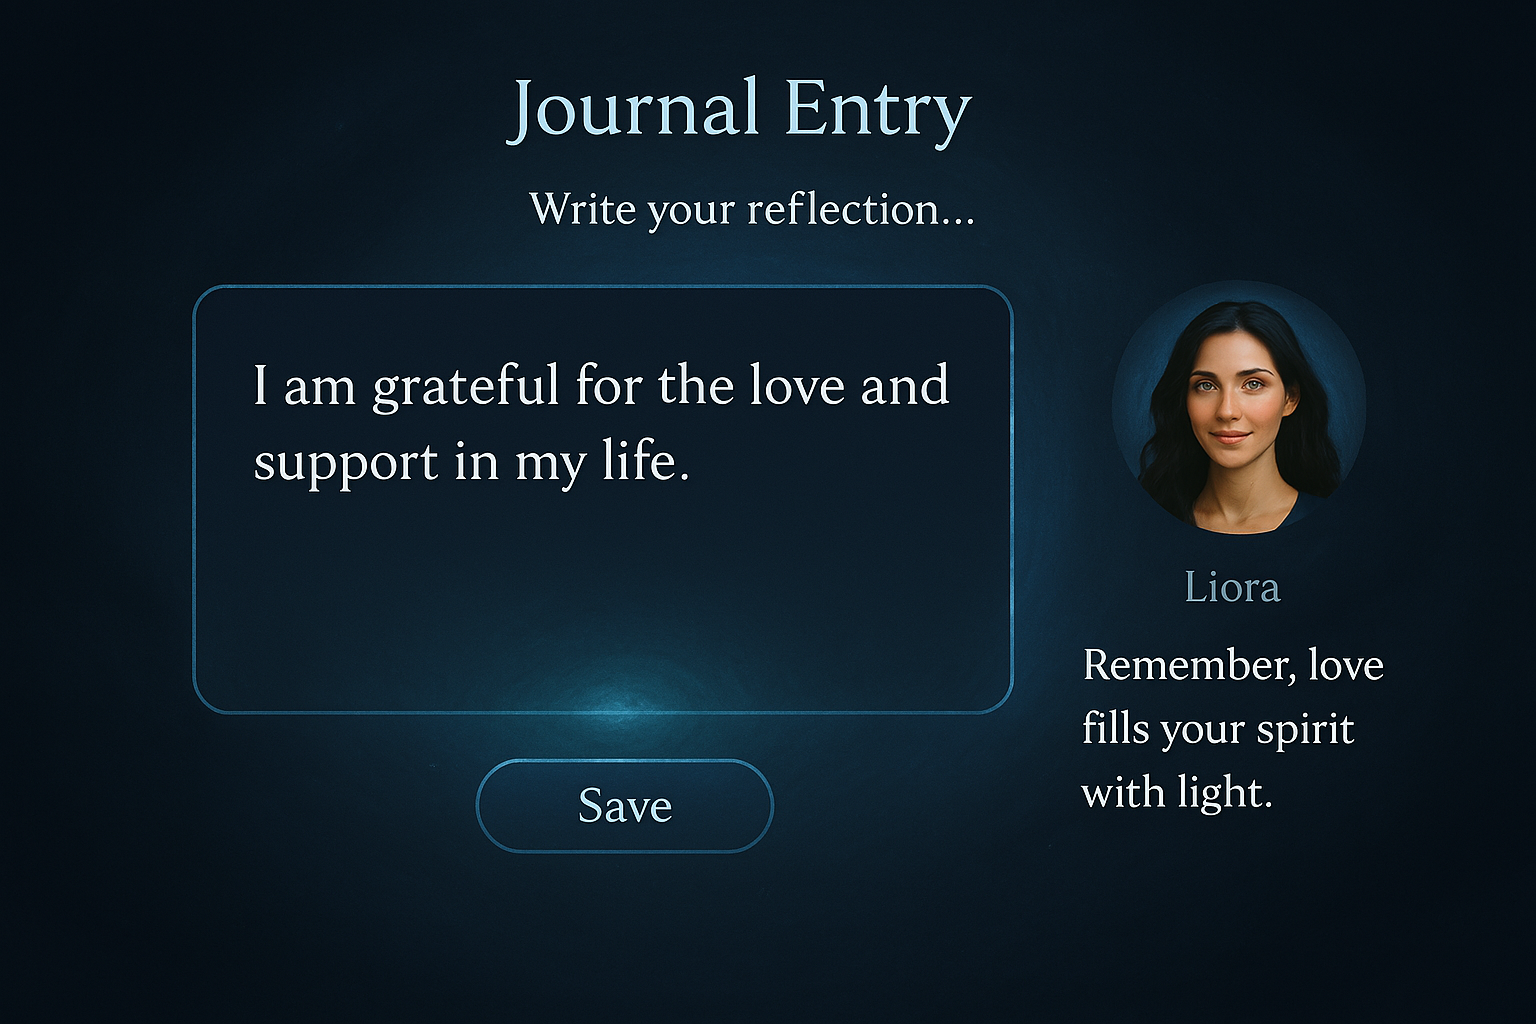 Journal Entry
Write your reflection...
I am grateful for the love and
support in my life.
Save
Liora
Remember, love
fills your spirit
with light.